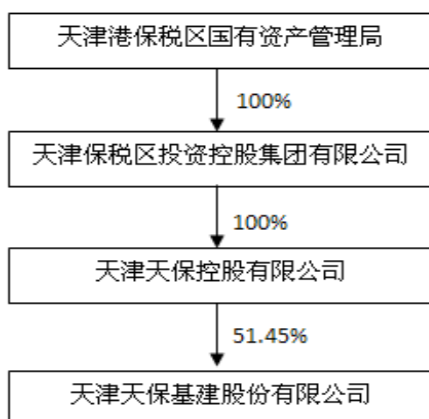 天津港保税区国有资产管理局
100%
天津保税区投资控股集团有限公司
100%
天津天保控股有限公司
51.45%
天津天保基建股份有限公司